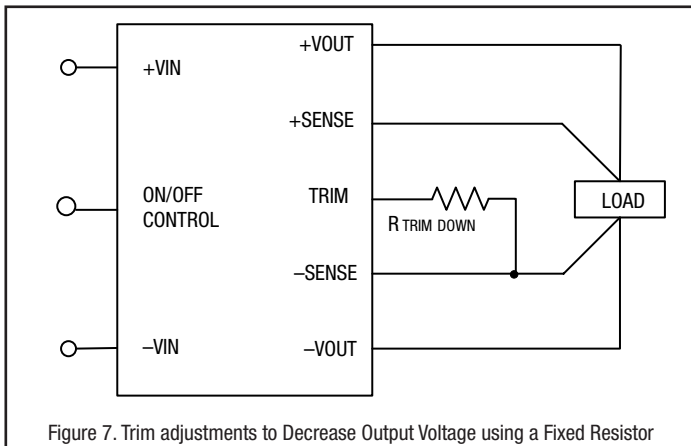 +VIN
ON/OFF
CONTROL
–VIN
+VOUT
+SENSE
TRIM
–SENSE
–VOUT
R TRIM DOWN
LOAD
Figure 7. Trim adjustments to Decrease Output Voltage using a Fixed Resistor